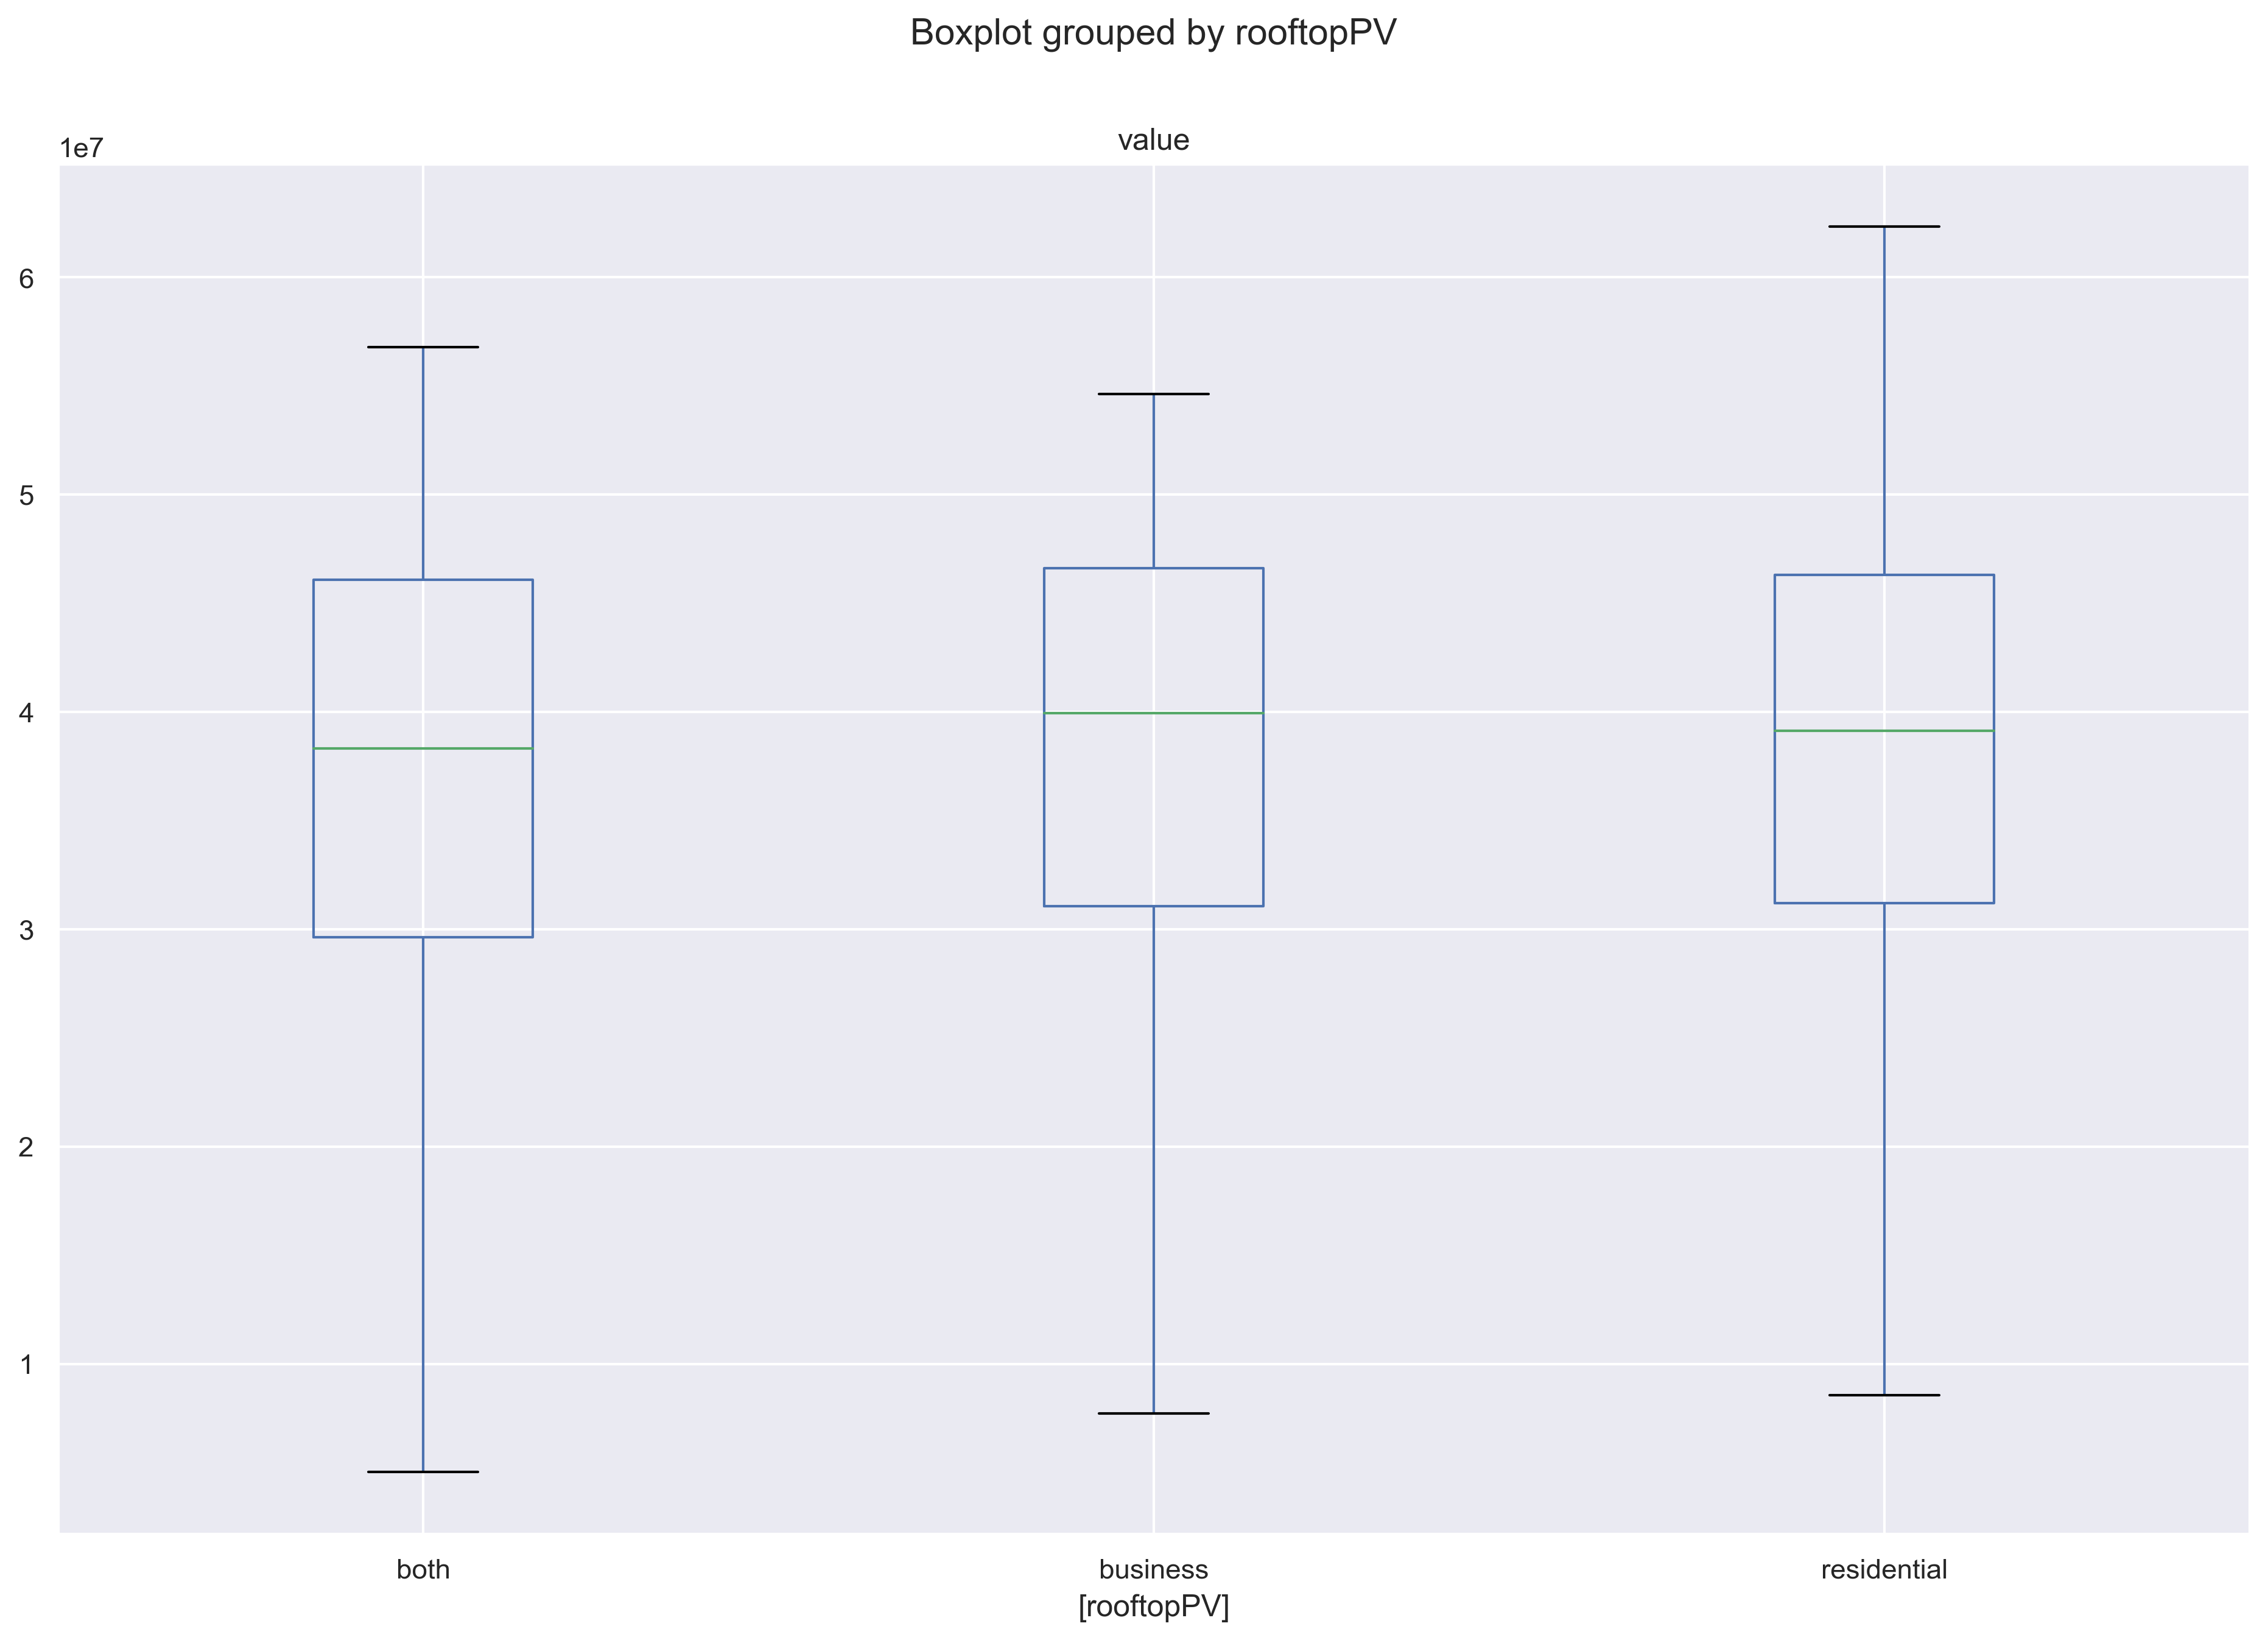 Boxplot grouped by rooftopPV
value
1e7
6
5
4
3
2
1
both business residential
[rooftopPV]